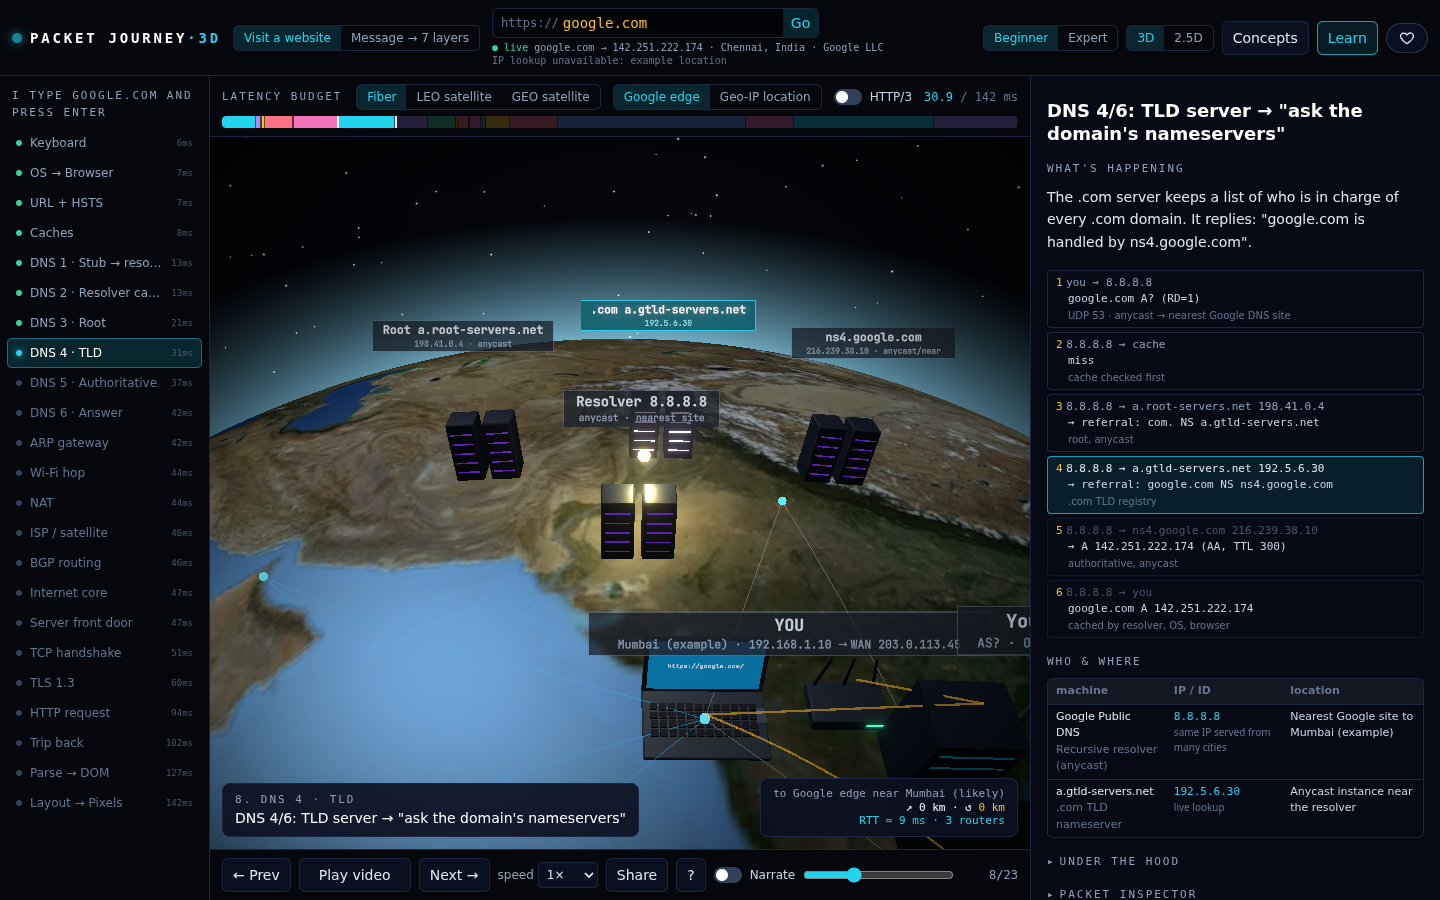 PACKET JOURNEY·3D
Visit a website
Message → 7 layers
https:// google.com
Go
● live google.com → 142.251.222.174 · Chennai, India · Google LLC
IP lookup unavailable: example location
Beginner
Expert
3D
2.5D
Concepts
Learn
I TYPE GOOGLE.COM AND
PRESS ENTER
Keyboard 6ms
OS → Browser 7ms
URL + HSTS 7ms
Caches 8ms
DNS 1 · Stub → reso… 13ms
DNS 2 · Resolver ca… 13ms
DNS 3 · Root 21ms
DNS 4 · TLD 31ms
DNS 5 · Authoritative 37ms
DNS 6 · Answer 42ms
ARP gateway 42ms
Wi-Fi hop 44ms
NAT 44ms
ISP / satellite 46ms
BGP routing 46ms
Internet core 47ms
Server front door 47ms
TCP handshake 51ms
TLS 1.3 60ms
HTTP request 94ms
Trip back 102ms
Parse → DOM 127ms
Layout → Pixels 142ms
LATENCY BUDGET
Fiber
LEO satellite
GEO satellite
Google edge
Geo-IP location
HTTP/3
30.9 / 142 ms
.com a.gtld-servers.net
192.5.6.30
Root a.root-servers.net
198.41.0.4 · anycast
ns4.google.com
216.239.38.10 · anycast/near
Resolver 8.8.8.8
anycast · nearest site
YOU
Mumbai (example) · 192.168.1.10 → WAN 203.0.113.45
You
AS? · O
https://google.com/
8. DNS 4 · TLD
DNS 4/6: TLD server → "ask the domain's nameservers"
to Google edge near Mumbai (likely)
↗ 0 km · ↺ 0 km
RTT ≈ 9 ms · 3 routers
← Prev
Play video
Next →
speed
1×
Share
?
Narrate
8/23
DNS 4/6: TLD server → "ask the
domain's nameservers"
WHAT'S HAPPENING
The .com server keeps a list of who is in charge of
every .com domain. It replies: "google.com is
handled by ns4.google.com".
1 you → 8.8.8.8
google.com A? (RD=1)
UDP 53 · anycast → nearest Google DNS site
2 8.8.8.8 → cache
miss
cache checked first
3 8.8.8.8 → a.root-servers.net 198.41.0.4
→ referral: com. NS a.gtld-servers.net
root, anycast
4 8.8.8.8 → a.gtld-servers.net 192.5.6.30
→ referral: google.com NS ns4.google.com
.com TLD registry
5 8.8.8.8 → ns4.google.com 216.239.38.10
→ A 142.251.222.174 (AA, TTL 300)
authoritative, anycast
6 8.8.8.8 → you
google.com A 142.251.222.174
cached by resolver, OS, browser
WHO & WHERE
machine IP / ID location
Google Public
DNS
Recursive resolver
(anycast)
8.8.8.8
same IP served from
many cities
Nearest Google site to
Mumbai (example)
a.gtld-servers.net
.com TLD
nameserver
192.5.6.30
live lookup
Anycast instance near
the resolver
▸ UNDER THE HOOD
▸ PACKET INSPECTOR